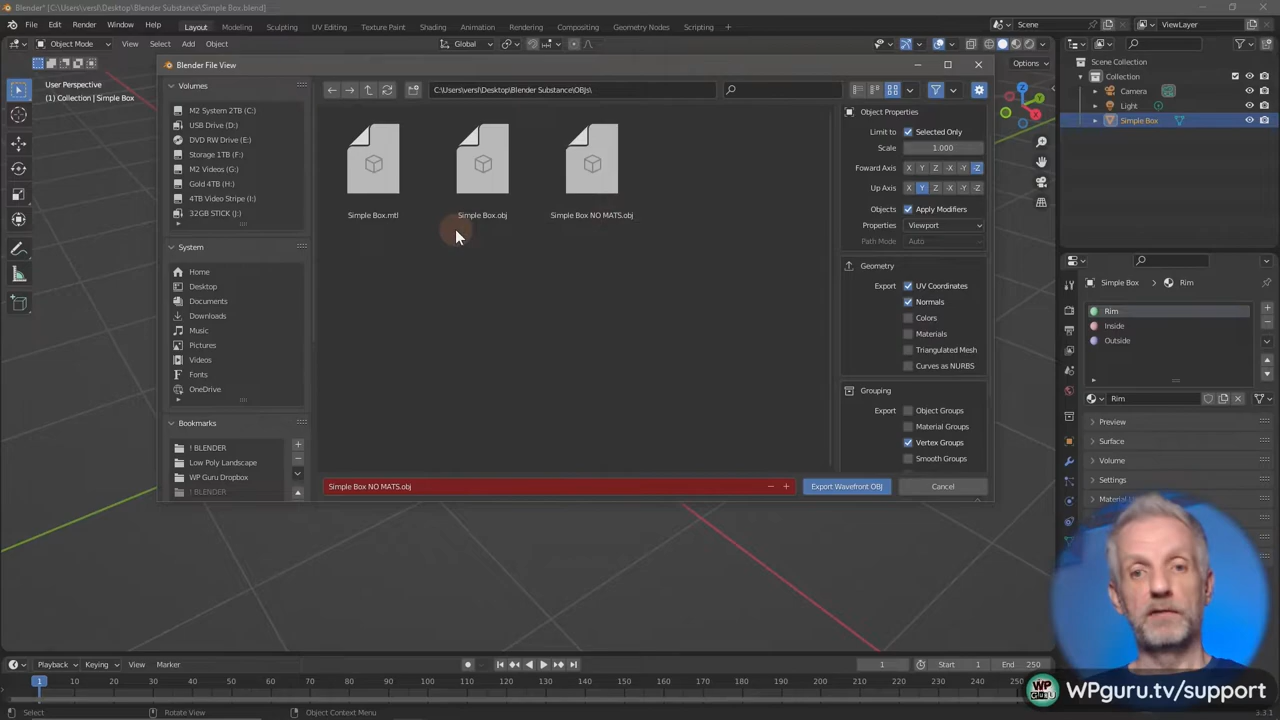 Blender* [C:\Users\versl\Desktop\Blender Substance\Simple Box.blend]
File Edit Render Window Help
Layout Modeling Sculpting UV Editing Texture Paint Shading Animation Rendering Compositing Geometry Nodes Scripting
Scene ViewLayer
Object Mode View Select Add Object Global
Options
User Perspective
(1) Collection | Simple Box
Blender File View
Volumes
M2 System 2TB (C:)
USB Drive (D:)
DVD RW Drive (E:)
Storage 1TB (F:)
M2 Videos (G:)
Gold 4TB (H:)
4TB Video Stripe (I:)
32GB STICK (J:)
System
Home
Desktop
Documents
Downloads
Music
Pictures
Videos
Fonts
OneDrive
Bookmarks
! BLENDER
Low Poly Landscape
WP Guru Dropbox
! BLENDER
C:\Users\versl\Desktop\Blender Substance\OBJs\
Simple Box.mtl
Simple Box.obj
Simple Box NO MATS.obj
Simple Box NO MATS.obj
Export Wavefront OBJ
Cancel
Object Properties
Limit to Selected Only
Scale 1.000
Foward Axis X Y Z -X -Y -Z
Up Axis X Y Z -X -Y -Z
Objects Apply Modifiers
Properties Viewport
Path Mode Auto
Geometry
Export UV Coordinates
Normals
Colors
Materials
Triangulated Mesh
Curves as NURBS
Grouping
Export Object Groups
Material Groups
Vertex Groups
Smooth Groups
Z
Y
X
Scene Collection
Collection
Camera
Light
Simple Box
Simple Box Rim
Rim
Inside
Outside
Rim
Preview
Surface
Volume
Settings
WP
GURU
WPguru.tv/support
Playback Keying View Marker
1 Start 1 End 250
1 10 20 30 40 50 60 70 80 90 100 110 120 130 140 150 160 170 180 190 200 210 220 230 240 250
Select Rotate View Object Context Menu
3.3.1